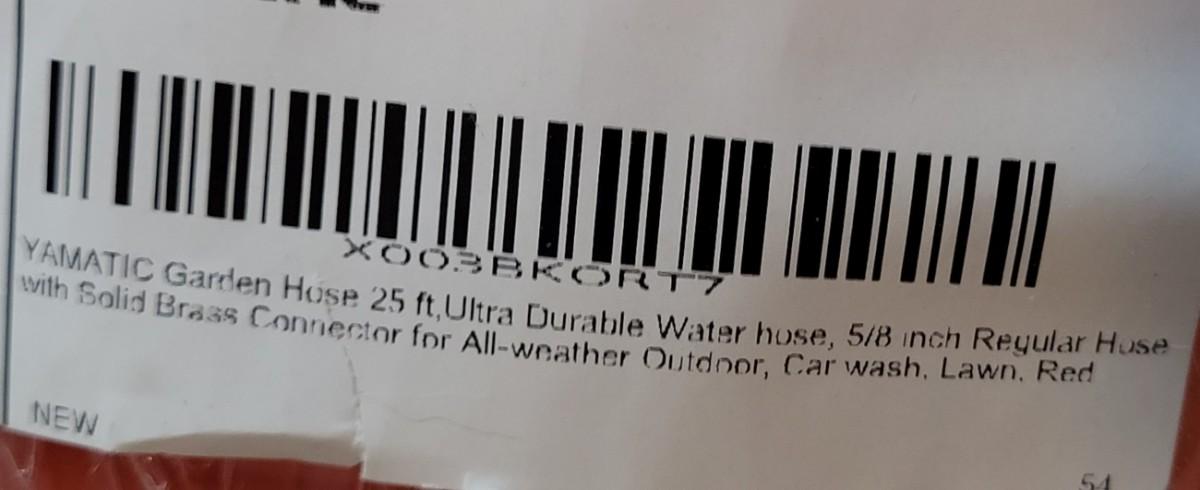 X003BKORT7
YAMATIC Garden Hose 25 ft,Ultra Durable Water hose, 5/8 inch Regular Hose
with Solid Brass Connector for All-weather Outdoor, Car wash, Lawn, Red
NEW
54